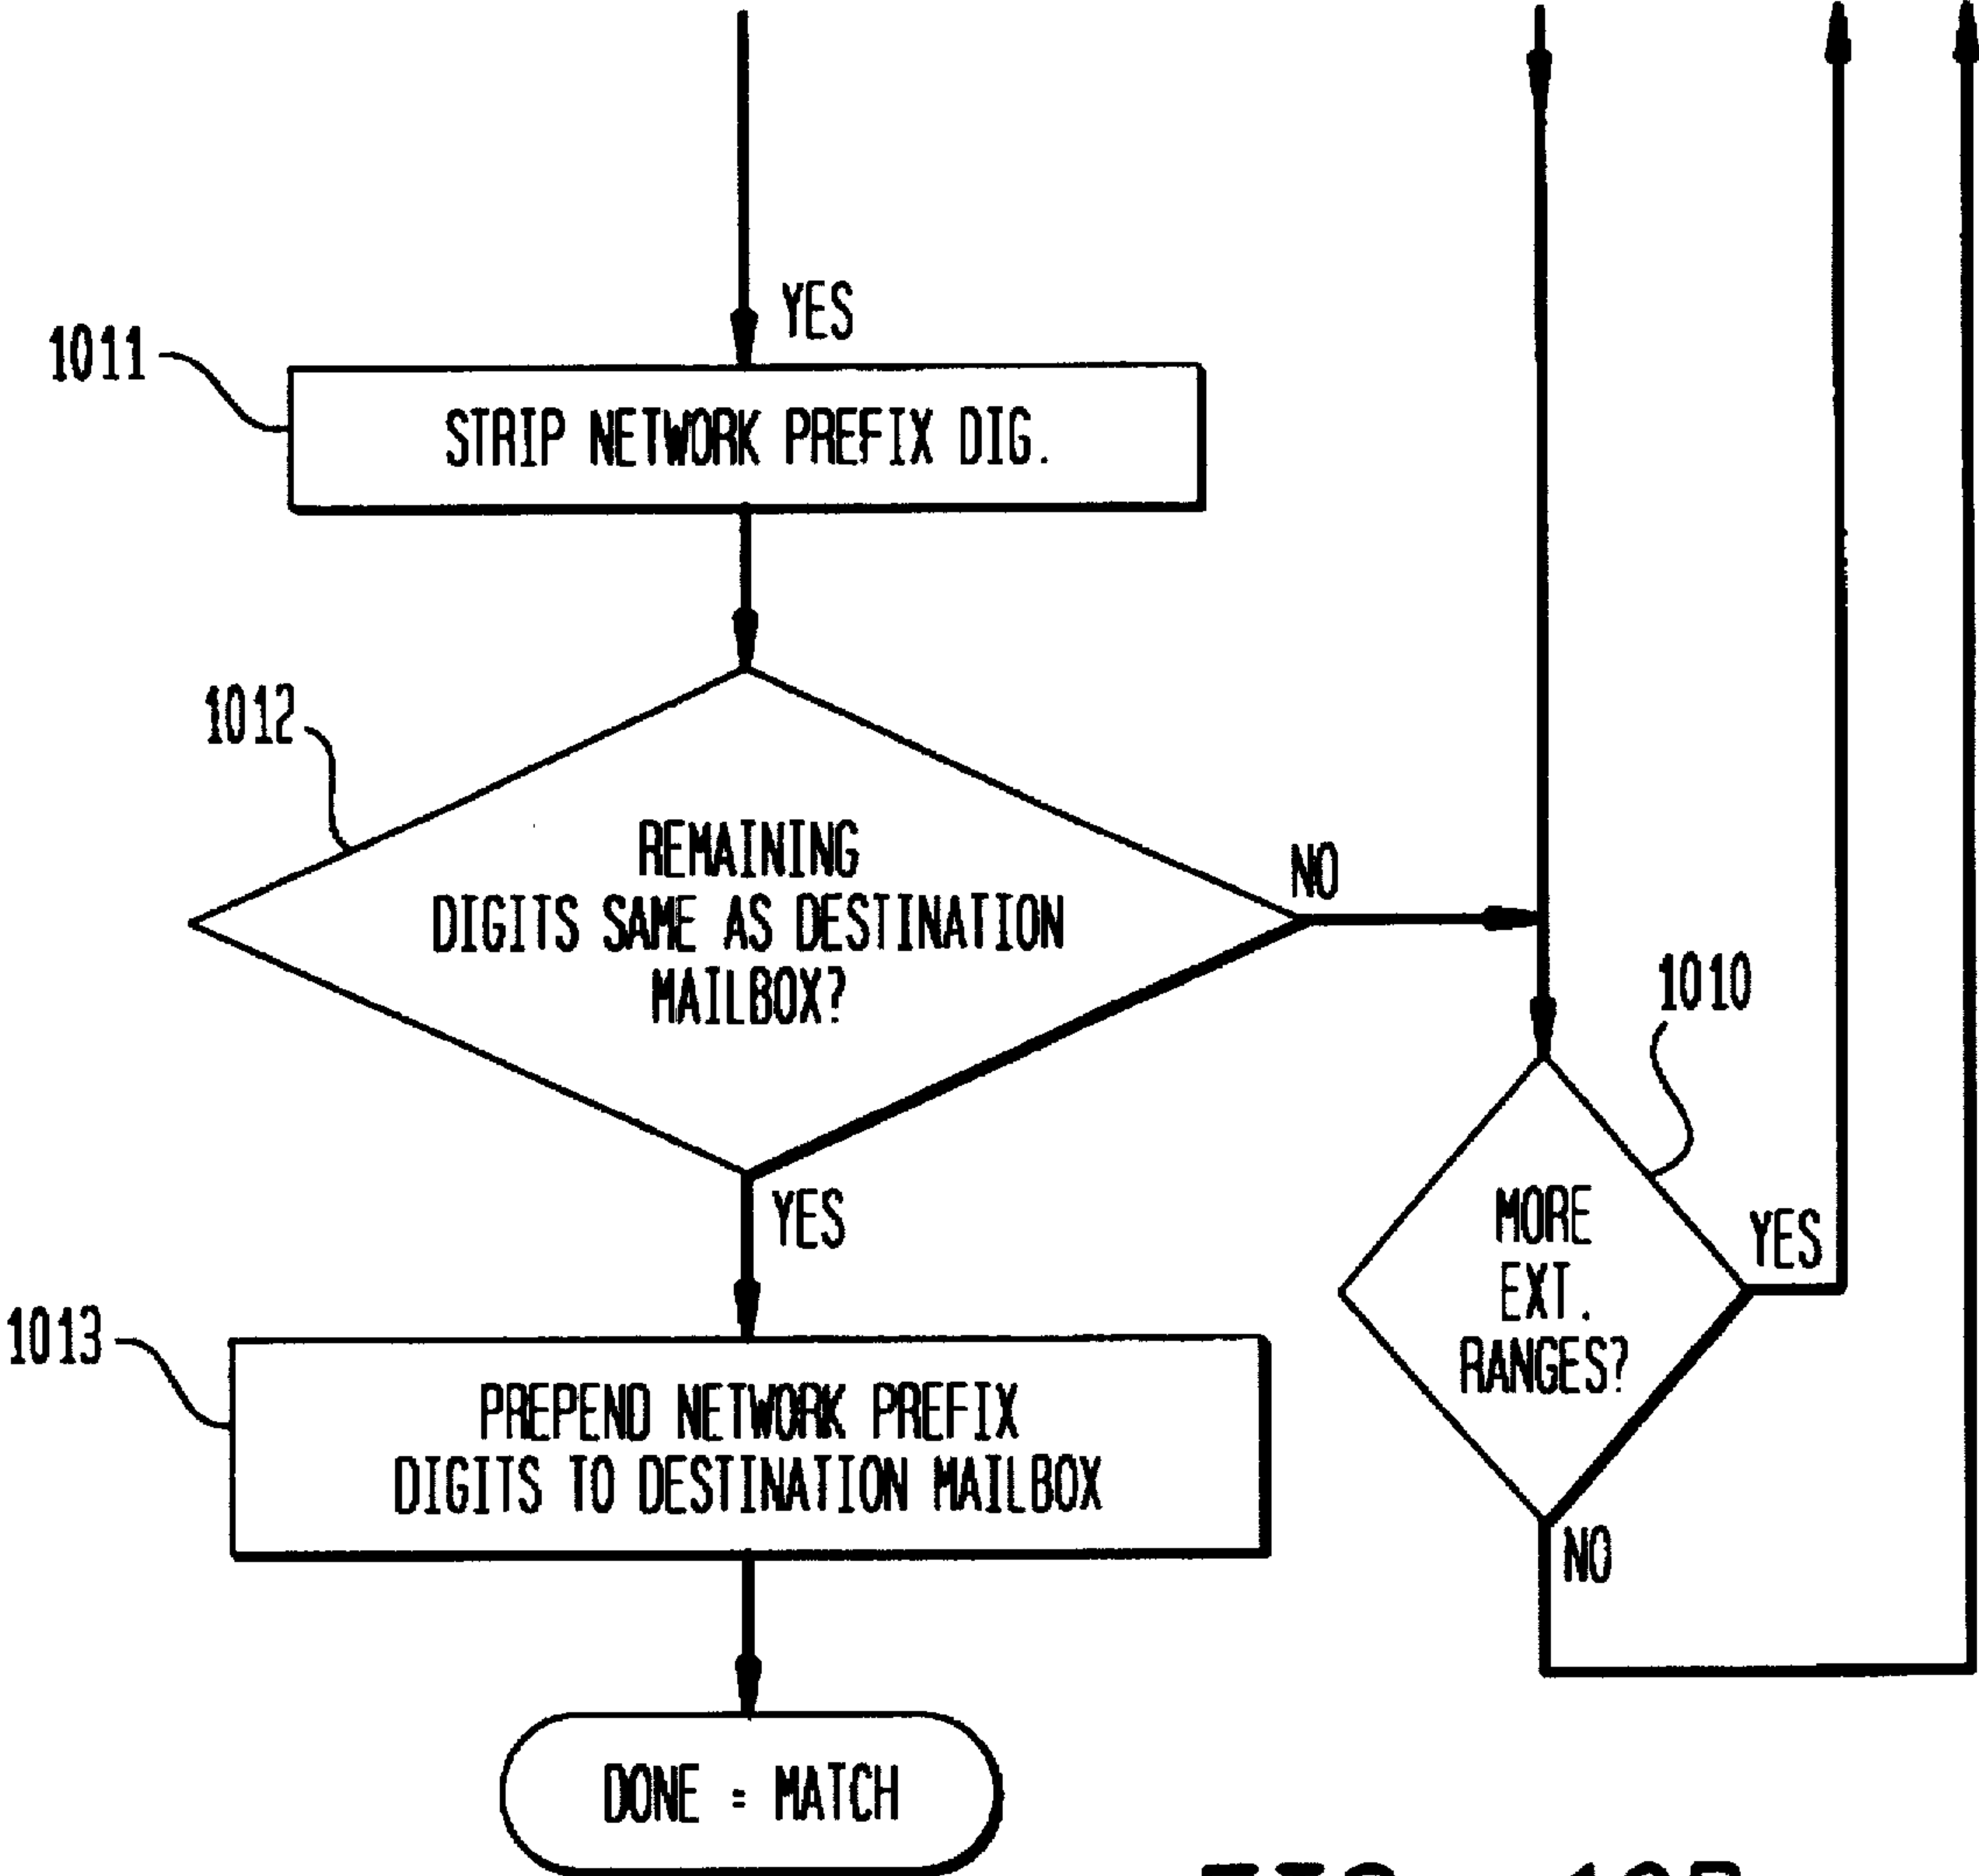 YES
1011
STRIP NETWORK PREFIX DIG.
1012
REMAINING
DIGITS SAME AS DESTINATION
MAILBOX?
NO
1010
YES
MORE
EXT.
RANGES?
YES
NO
1013
PREPEND NETWORK PREFIX
DIGITS TO DESTINATION MAILBOX
DONE = MATCH